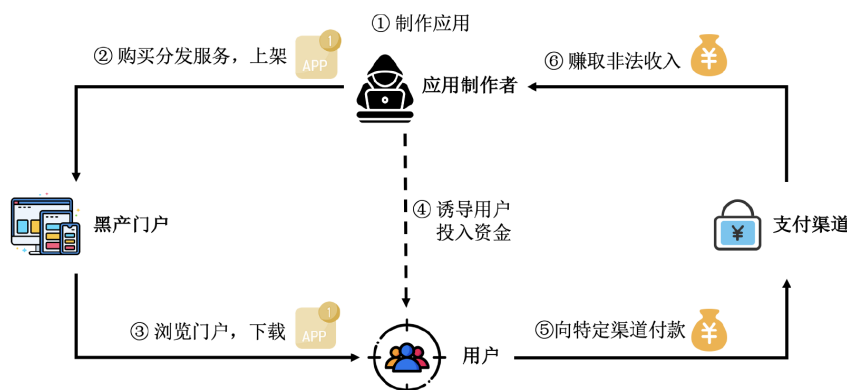 ① 制作应用
② 购买分发服务，上架
APP
1
应用制作者
⑥ 赚取非法收入
¥
黑产门户
④ 诱导用户
投入资金
¥
支付渠道
③ 浏览门户，下载
APP
1
用户
⑤向特定渠道付款
¥